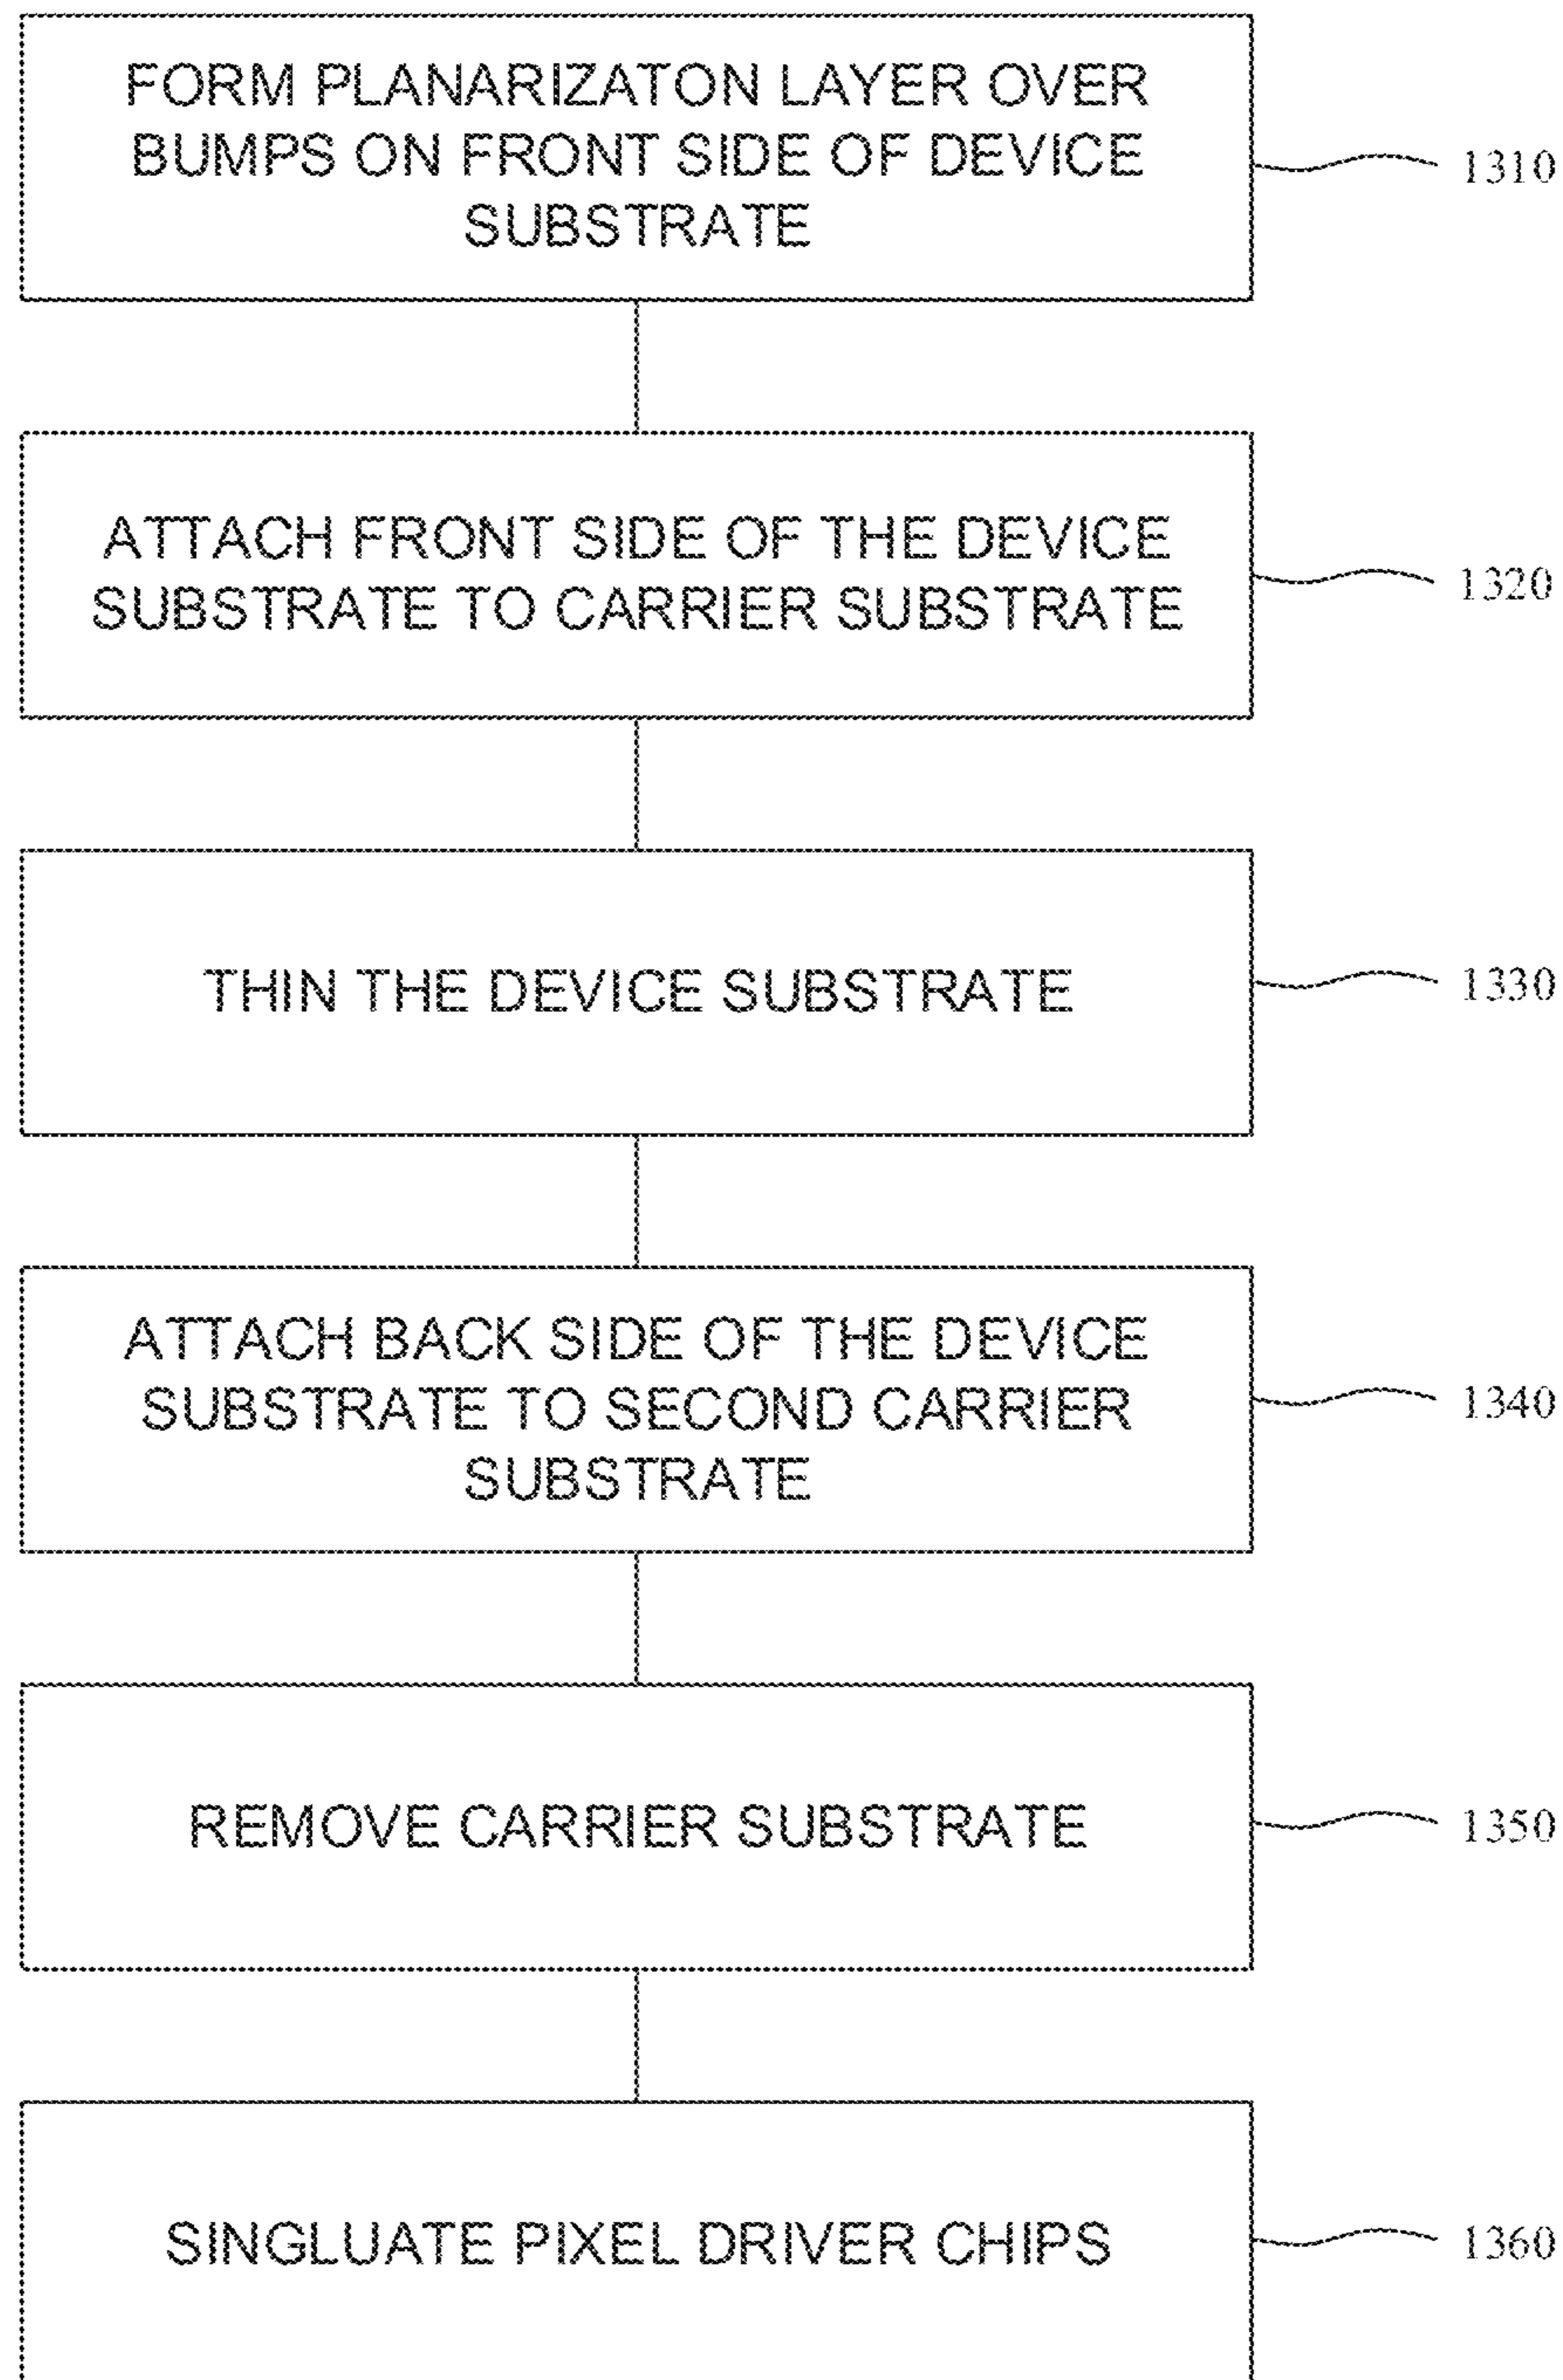 FORM PLANARIZATON LAYER OVER
BUMPS ON FRONT SIDE OF DEVICE
SUBSTRATE
1310
ATTACH FRONT SIDE OF THE DEVICE
SUBSTRATE TO CARRIER SUBSTRATE
1320
THIN THE DEVICE SUBSTRATE
1330
ATTACH BACK SIDE OF THE DEVICE
SUBSTRATE TO SECOND CARRIER
SUBSTRATE
1340
REMOVE CARRIER SUBSTRATE
1350
SINGLUATE PIXEL DRIVER CHIPS
1360